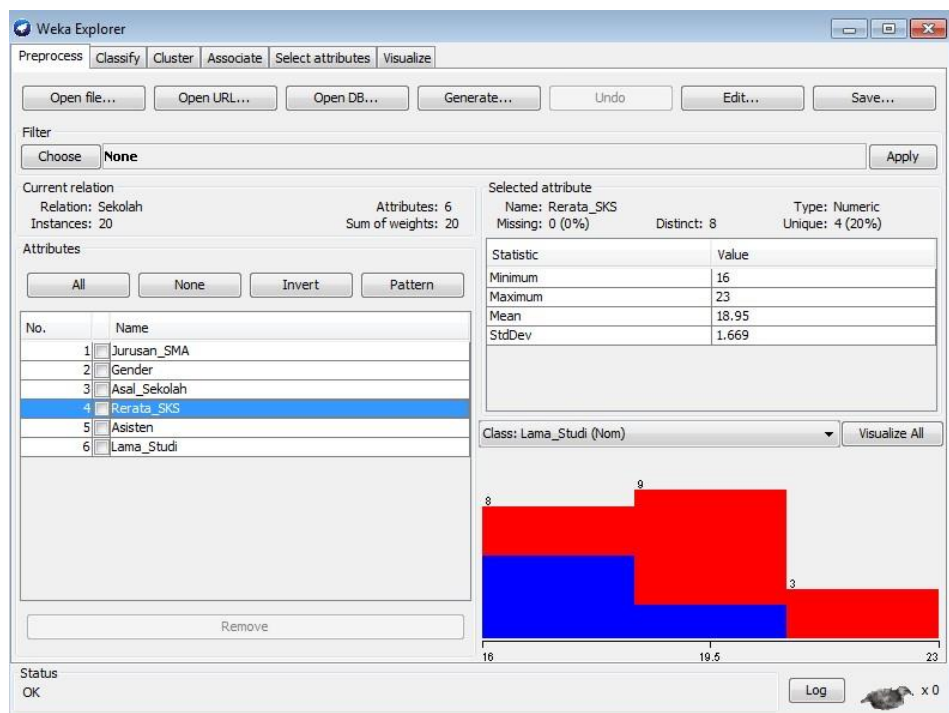 Weka Explorer
Preprocess Classify Cluster Associate Select attributes Visualize
Open file... Open URL... Open DB... Generate... Undo Edit... Save...
Filter
Choose None Apply
Current relation
Relation: Sekolah Attributes: 6
Instances: 20 Sum of weights: 20
Attributes
All None Invert Pattern
No. Name
1 Jurusan_SMA
2 Gender
3 Asal_Sekolah
4 Rerata_SKS
5 Asisten
6 Lama_Studi
Remove
Selected attribute
Name: Rerata_SKS Type: Numeric
Missing: 0 (0%) Distinct: 8 Unique: 4 (20%)
Statistic Value
Minimum 16
Maximum 23
Mean 18.95
StdDev 1.669
Class: Lama_Studi (Nom) Visualize All
8 9 3
16 19.5 23
Status
OK Log x 0